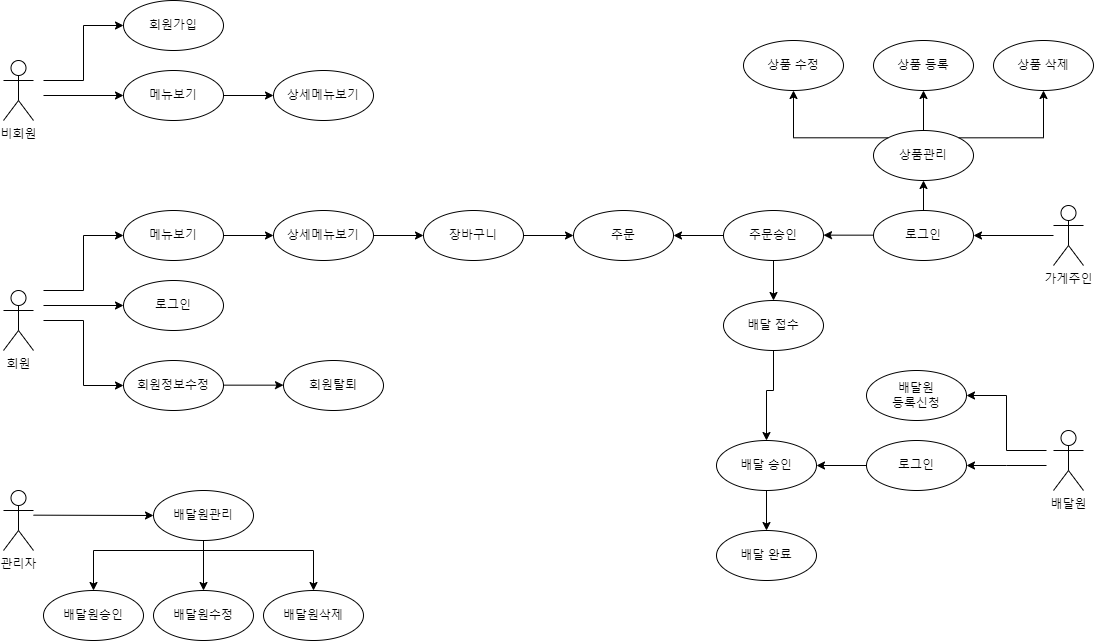 회원가입
메뉴보기
상세메뉴보기
비회원
상품 수정
상품 등록
상품 삭제
상품관리
메뉴보기
상세메뉴보기
장바구니
주문
주문승인
로그인
가게주인
로그인
회원
회원정보수정
회원탈퇴
배달 접수
배달원
등록신청
배달 승인
로그인
배달원
배달 완료
배달원관리
관리자
배달원승인
배달원수정
배달원삭제